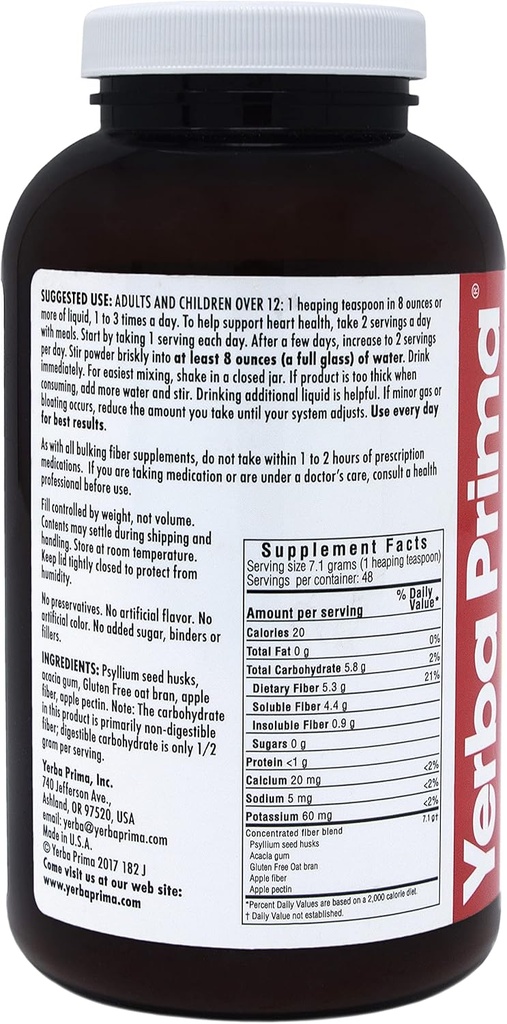 SUGGESTED USE: ADULTS AND CHILDREN OVER 12: 1 heaping teaspoon in 8 ounces or
more of liquid, 1 to 3 times a day. To help support heart health, take 2 servings a day
with meals. Start by taking 1 serving each day. After a few days, increase to 2 servings
per day. Stir powder briskly into at least 8 ounces (a full glass) of water. Drink
immediately. For easiest mixing, shake in a closed jar. If product is too thick when
consuming, add more water and stir. Drinking additional liquid is helpful. If minor gas or
bloating occurs, reduce the amount you take until your system adjusts. Use every day
for best results.
As with all bulking fiber supplements, do not take within 1 to 2 hours of prescription
medications. If you are taking medication or are under a doctor's care, consult a health
professional before use.
Fill controlled by weight, not volume.
Contents may settle during shipping and
handling. Store at room temperature.
Keep lid tightly closed to protect from
humidity.
No preservatives. No artificial flavor. No
artificial color. No added sugar, binders or
fillers.
INGREDIENTS: Psyllium seed husks,
acacia gum, Gluten Free oat bran, apple
fiber, apple pectin. Note: The carbohydrate
in this product is primarily non-digestible
fiber; digestible carbohydrate is only 1/2
gram per serving.
Yerba Prima, Inc.
740 Jefferson Ave.,
Ashland, OR 97520, USA
email: yerba@yerbaprima.com
Made in U.S.A.
© Yerba Prima 2017 182 J
Come visit us at our web site:
www.yerbaprima.com
Supplement Facts
Serving size 7.1 grams (1 heaping teaspoon)
Servings per container: 48
Amount per serving % Daily Value*
Calories 20
Total Fat 0 g 0%
Total Carbohydrate 5.8 g 2%
Dietary Fiber 5.3 g 21%
Soluble Fiber 4.4 g
Insoluble Fiber 0.9 g
Sugars 0 g
Protein <1 g
Calcium 20 mg <2%
Sodium 5 mg <2%
Potassium 60 mg <2%
Concentrated fiber blend 7.1g†
Psyllium seed husks
Acacia gum
Gluten Free Oat bran
Apple fiber
Apple pectin
*Percent Daily Values are based on a 2,000 calorie diet.
† Daily Value not established.
Yerba Prima®